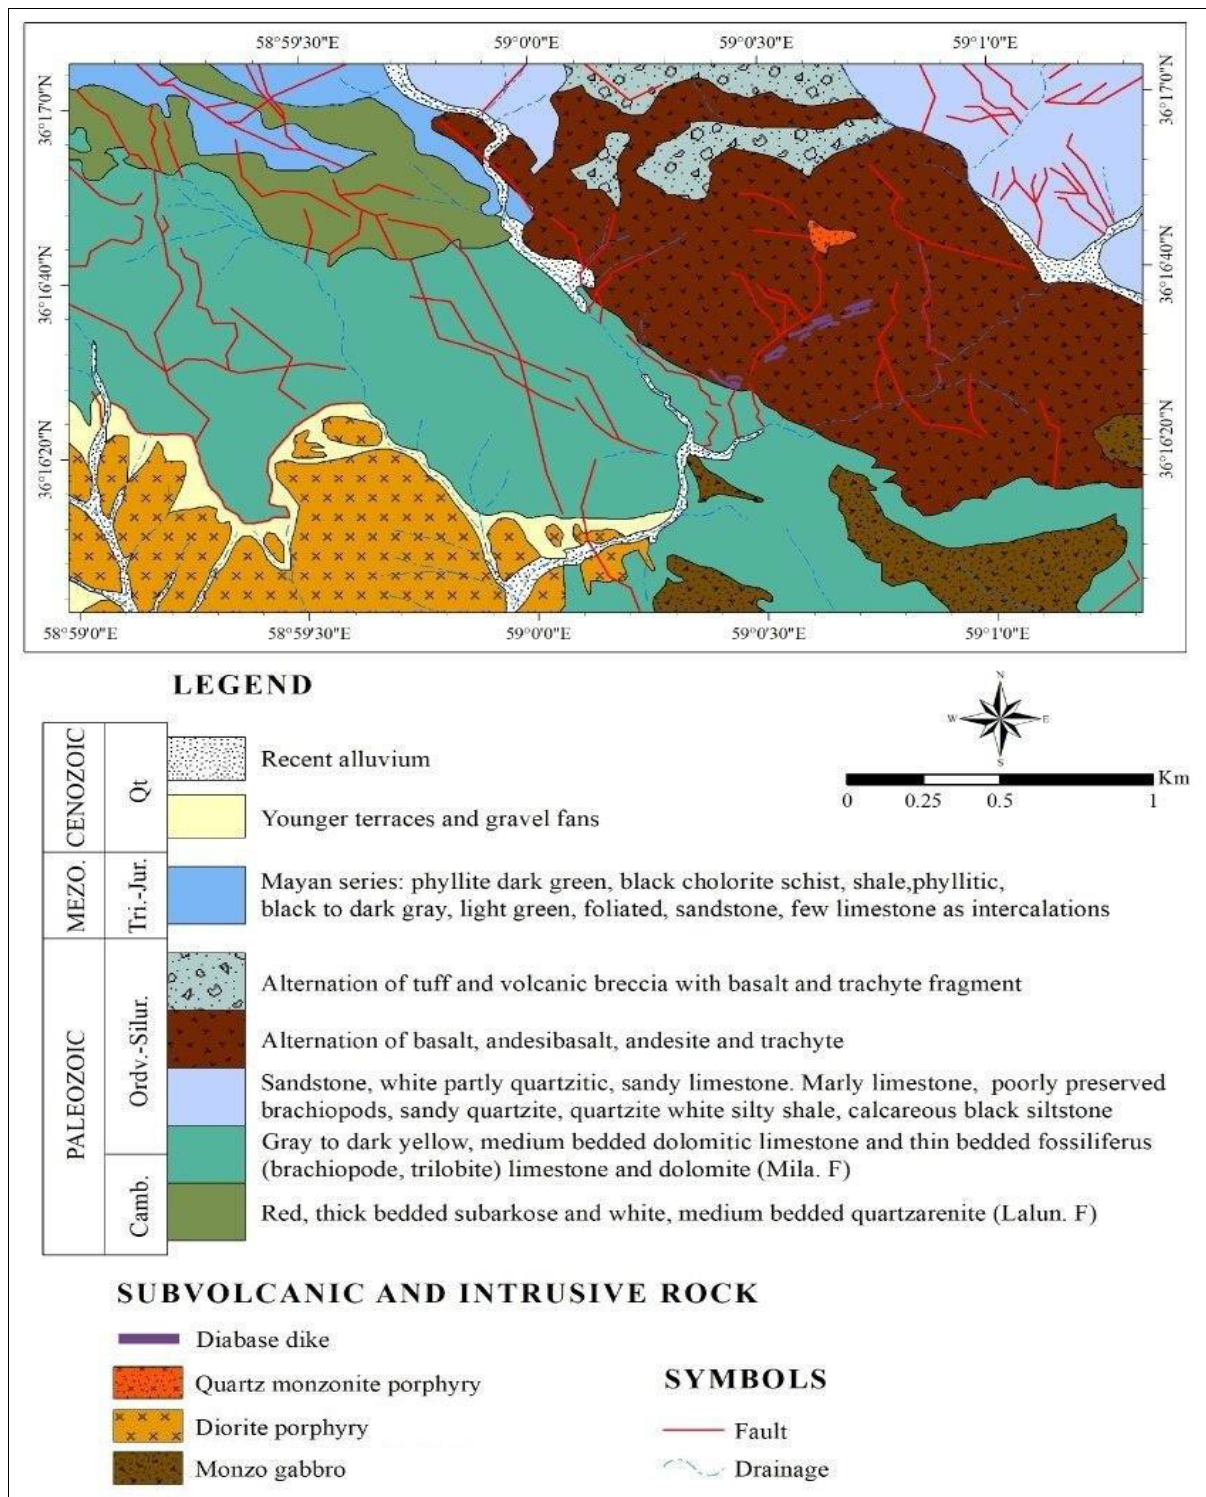 58°59'30"E 59°0'0"E 59°0'30"E 59°1'0"E
36°17'0"N
36°16'40"N
36°16'20"N
36°17'0"N
36°16'40"N
36°16'20"N
58°59'0"E 58°59'30"E 59°0'0"E 59°0'30"E 59°1'0"E
LEGEND
N
W E
S
Km
0 0.25 0.5 1
CENOZOIC
Qt
Recent alluvium
Younger terraces and gravel fans
MEZO.
Tri.-Jur.
Mayan series: phyllite dark green, black cholorite schist, shale,phyllitic,
black to dark gray, light green, foliated, sandstone, few limestone as intercalations
PALEOZOIC
Ordv.-Silur.
Alternation of tuff and volcanic breccia with basalt and trachyte fragment
Alternation of basalt, andesibasalt, andesite and trachyte
Sandstone, white partly quartzitic, sandy limestone. Marly limestone, poorly preserved
brachiopods, sandy quartzite, quartzite white silty shale, calcareous black siltstone
Gray to dark yellow, medium bedded dolomitic limestone and thin bedded fossiliferus
(brachiopode, trilobite) limestone and dolomite (Mila. F)
Camb.
Red, thick bedded subarkose and white, medium bedded quartzarenite (Lalun. F)
SUBVOLCANIC AND INTRUSIVE ROCK
Diabase dike
Quartz monzonite porphyry
Diorite porphyry
Monzo gabbro
SYMBOLS
Fault
Drainage